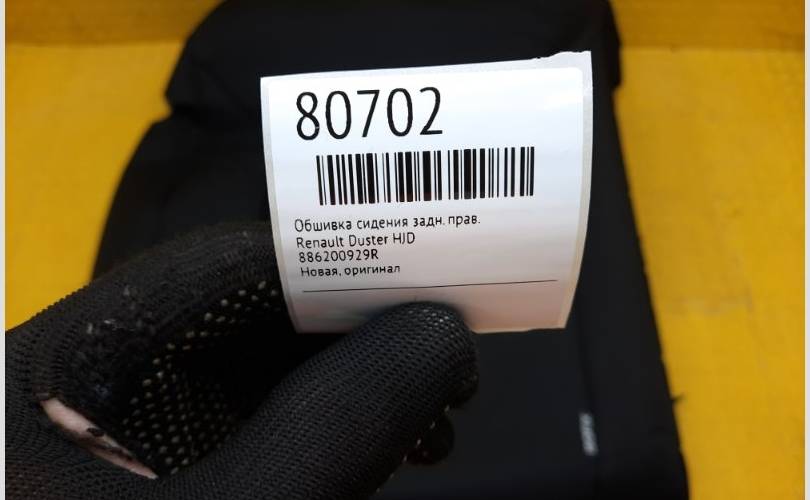 80702
Обшивка сидения задн. прав.
Renault Duster HJD
886200929R
Новая, оригинал